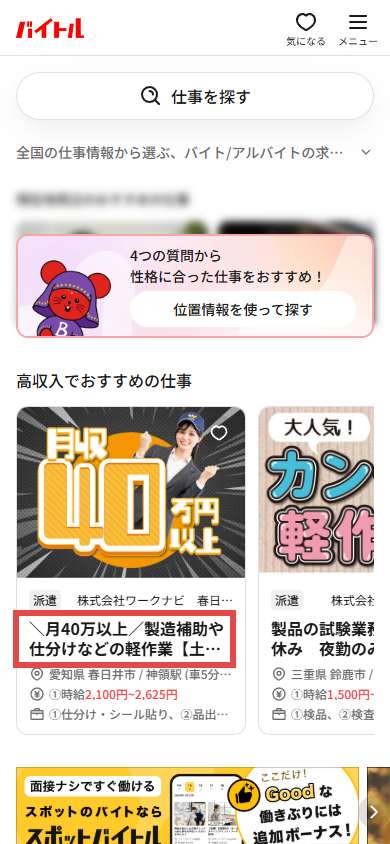 バイトル
気になる
メニュー
仕事を探す
全国の仕事情報から選ぶ、バイト/アルバイトの求…
4つの質問から
性格に合った仕事をおすすめ！
位置情報を使って探す
B
高収入でおすすめの仕事
月収
40
万円
以上
派遣
株式会社ワークナビ 春日…
＼月40万以上／製造補助や
仕分けなどの軽作業【土…
愛知県 春日井市 / 神領駅 (車5分…
①時給2,100円~2,625円
①仕分け・シール貼り、②品出…
大人気！
カン
軽作
派遣
株式会社ワークナビ
製品の試験業務
休み 夜勤のみ
三重県 鈴鹿市 /
①時給1,500円~
①検品、②検査
面接ナシですぐ働ける
スポットのバイトなら
スポットバイトル
ここだけ！
Goodな
働きぶりには
追加ボーナス！